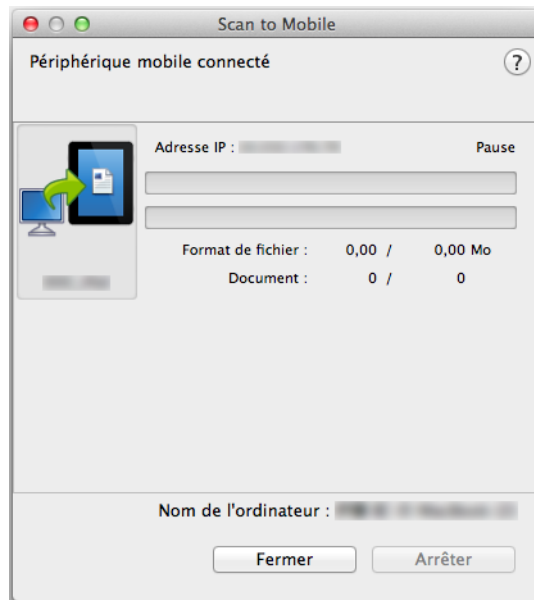 Scan to Mobile
Périphérique mobile connecté
?
Adresse IP :
Pause
Format de fichier : 0,00 / 0,00 Mo
Document : 0 / 0
Nom de l'ordinateur :
Fermer
Arrêter